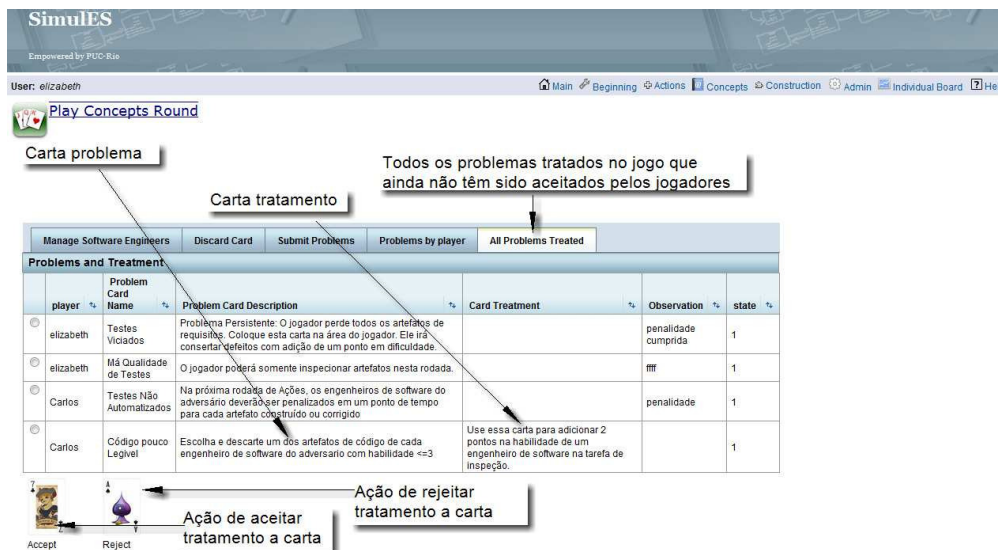 SimulES
Empowered by PUC-Rio
User: elizabeth
Main Beginning Actions Concepts Construction Admin Individual Board Hel
Play Concepts Round
Carta problema
Todos os problemas tratados no jogo que
ainda não têm sido aceitados pelos jogadores
Carta tratamento
Manage Software Engineers Discard Card Submit Problems Problems by player All Problems Treated
Problems and Treatment
player Problem Card Name Problem Card Description Card Treatment Observation state
elizabeth
Testes
Viciados
Problema Persistente: O jogador perde todos os artefatos de
requisitos. Coloque esta carta na área do jogador. Ele irá
consertar defeitos com adição de um ponto em dificuldade.
penalidade
cumprida
1
elizabeth
Má Qualidade
de Testes
O jogador poderá somente inspecionar artefatos nesta rodada.
ffff
1
Carlos
Testes Não
Automatizados
Na próxima rodada de Ações, os engenheiros de software do
adversário deverão ser penalizados em um ponto de tempo
para cada artefato construído ou corrigido
penalidade
1
Carlos
Código pouco
Legivel
Escolha e descarte um dos artefatos de código de cada
engenheiro de software do adversario com habilidade <=3
Use essa carta para adicionar 2
pontos na habilidade de um
engenheiro de software na tarefa de
inspeção.
1
7
7
A
A
Ação de rejeitar
tratamento a carta
Ação de aceitar
tratamento a carta
Accept Reject